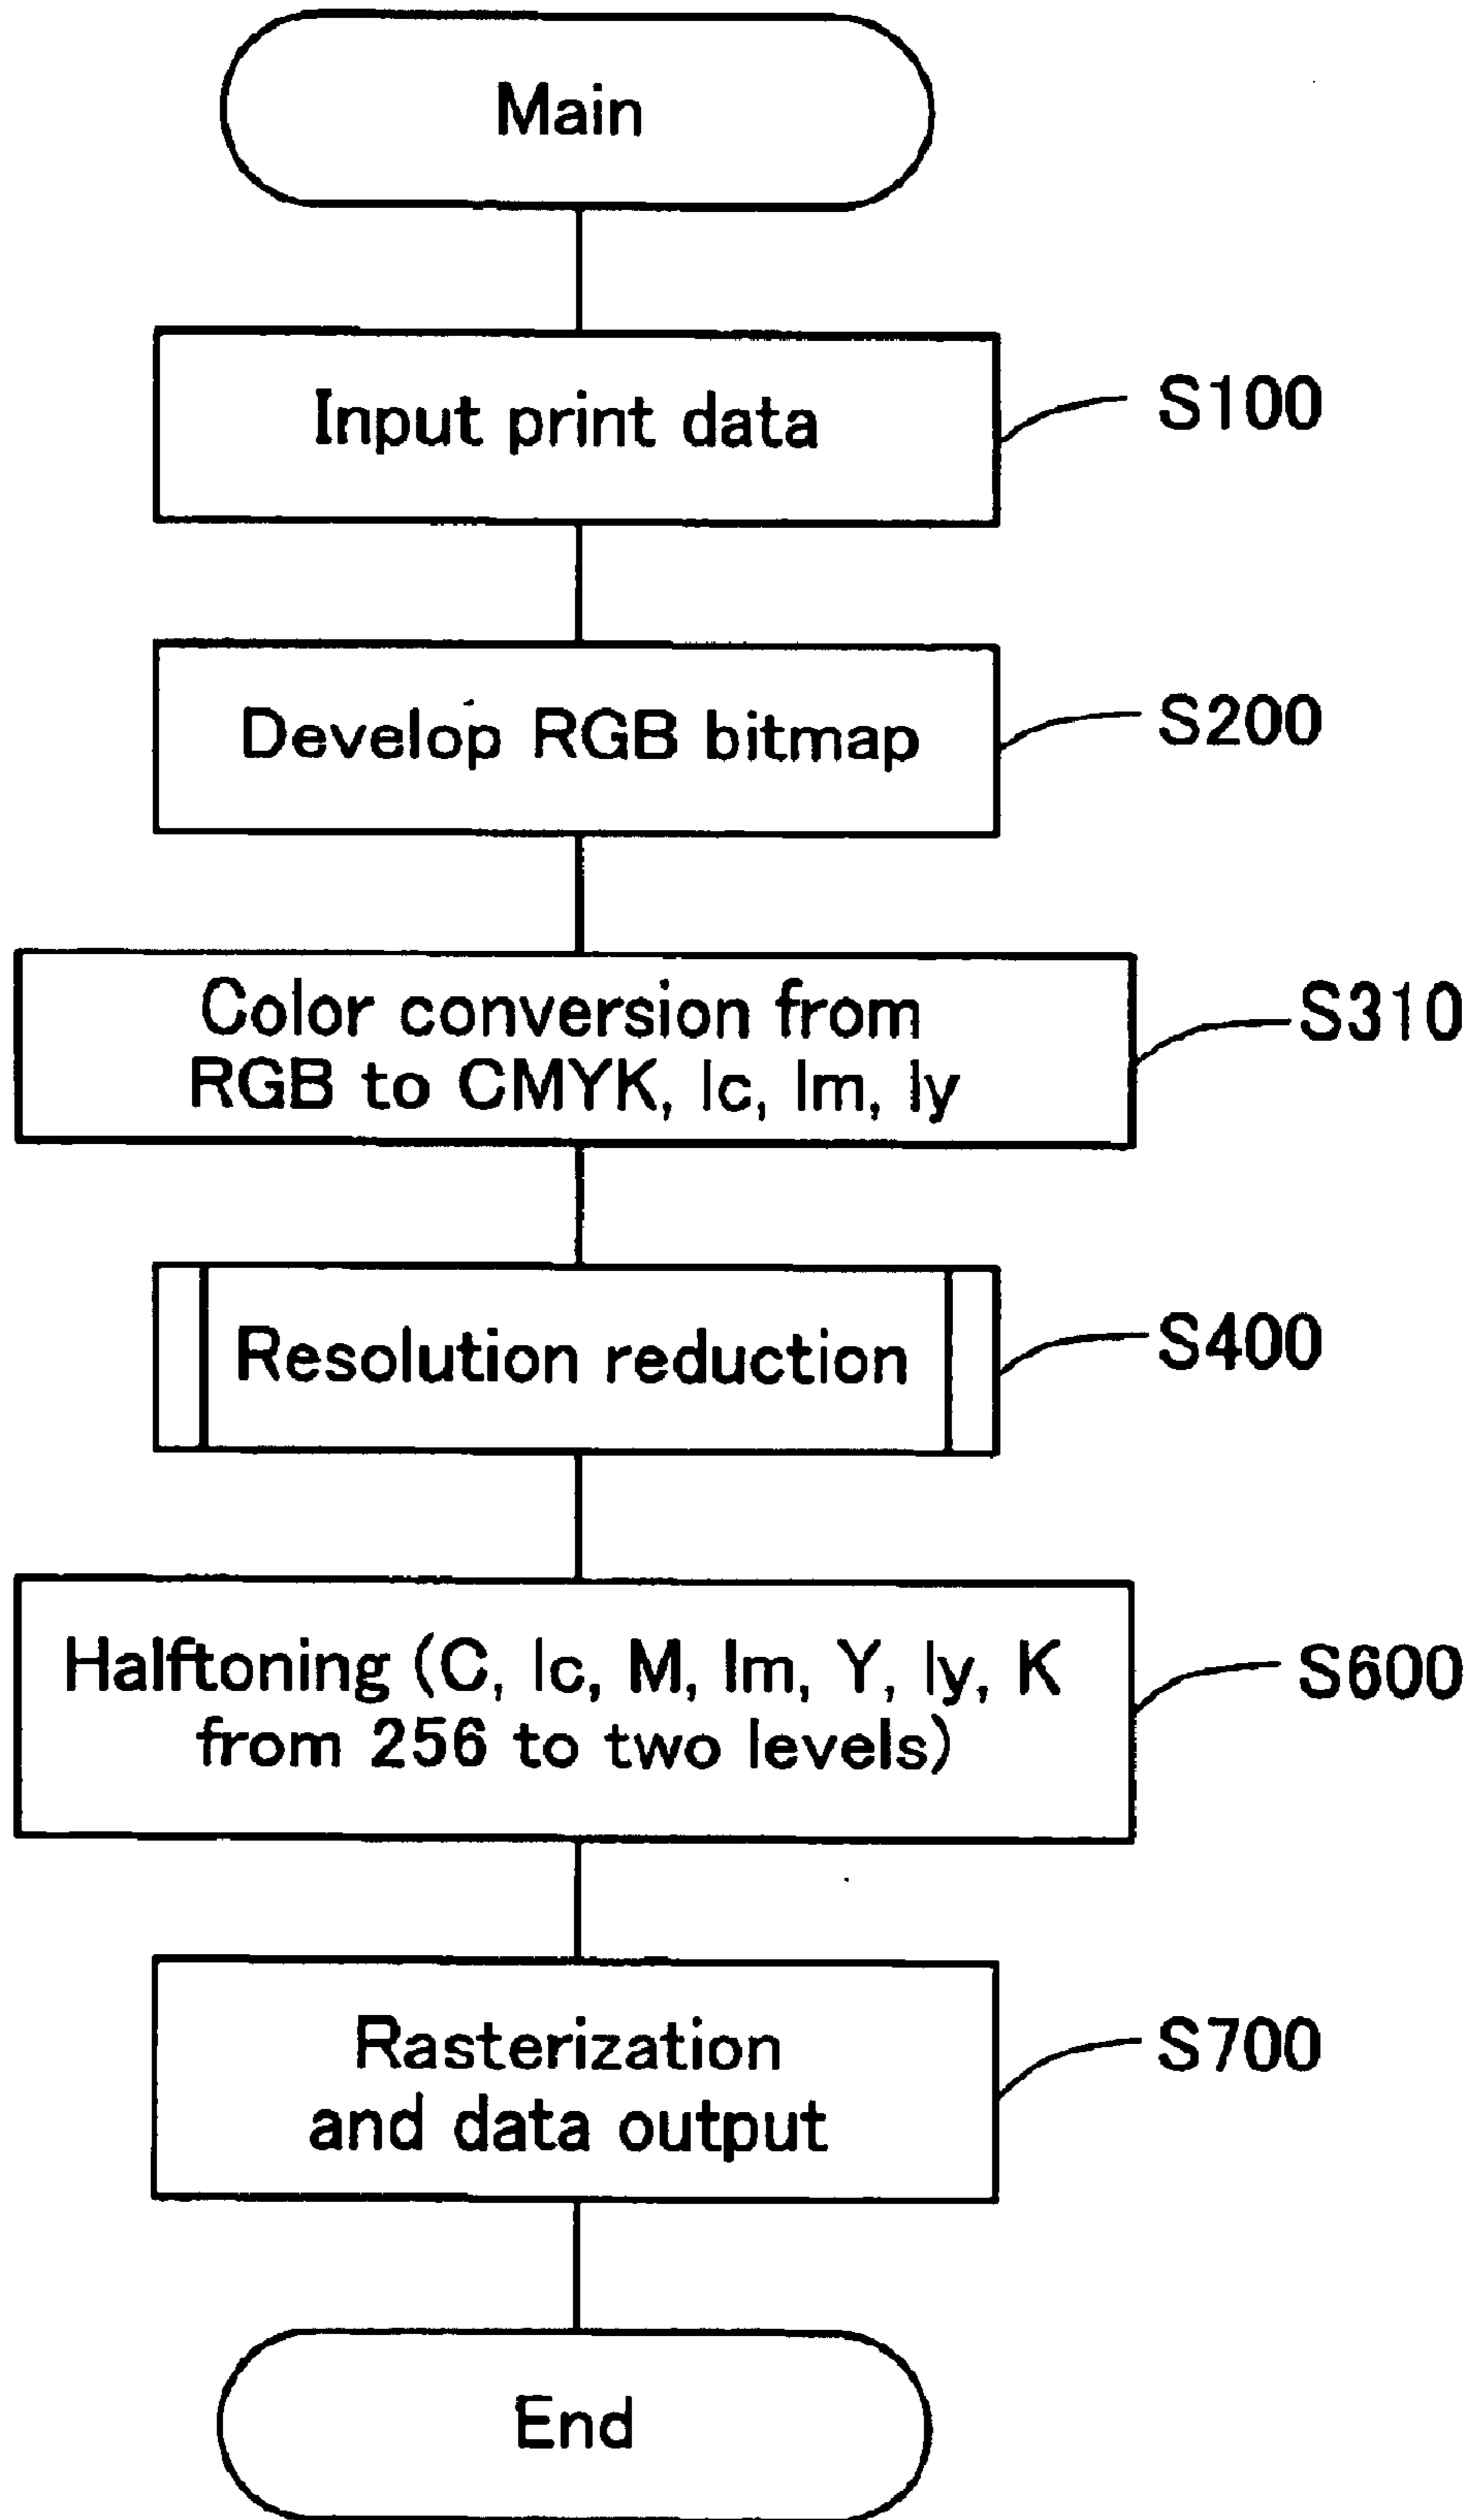 Main
Input print data
S100
Develop RGB bitmap
S200
Color conversion from
RGB to CMYK, lc, lm, ly
S310
Resolution reduction
S400
Halftoning (C, lc, M, lm, Y, ly, K
from 256 to two levels)
S600
Rasterization
and data output
S700
End